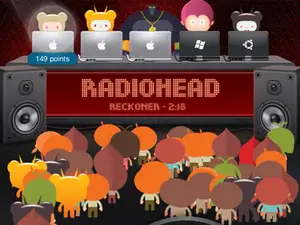 149 points
RADIOHEAD
RECKONER - 2:18